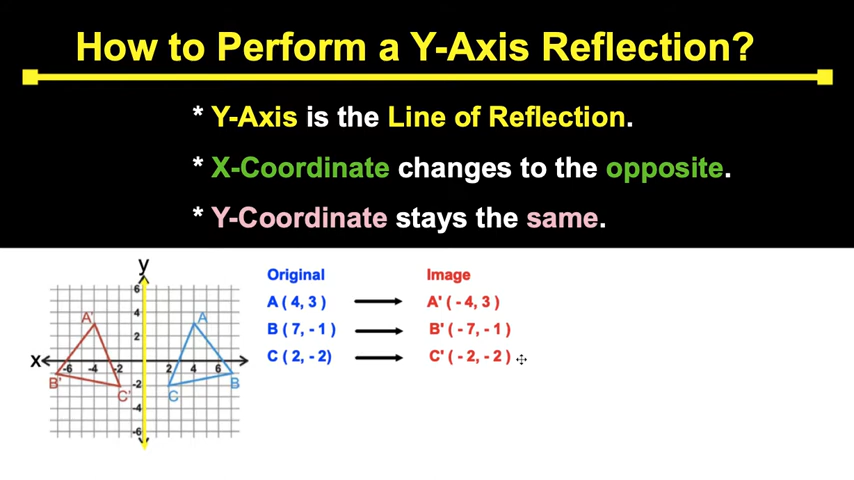 How to Perform a Y-Axis Reflection?
* Y-Axis is the Line of Reflection.
* X-Coordinate changes to the opposite.
* Y-Coordinate stays the same.
y
6
4
2
A'
A
X
-6 -4 -2
2 4 6
B'
C'
C
B
-2
-4
-6
Original
Image
A ( 4, 3 )
A' ( - 4, 3 )
B ( 7, - 1 )
B' ( - 7, - 1 )
C ( 2, - 2)
C' ( - 2, - 2 )